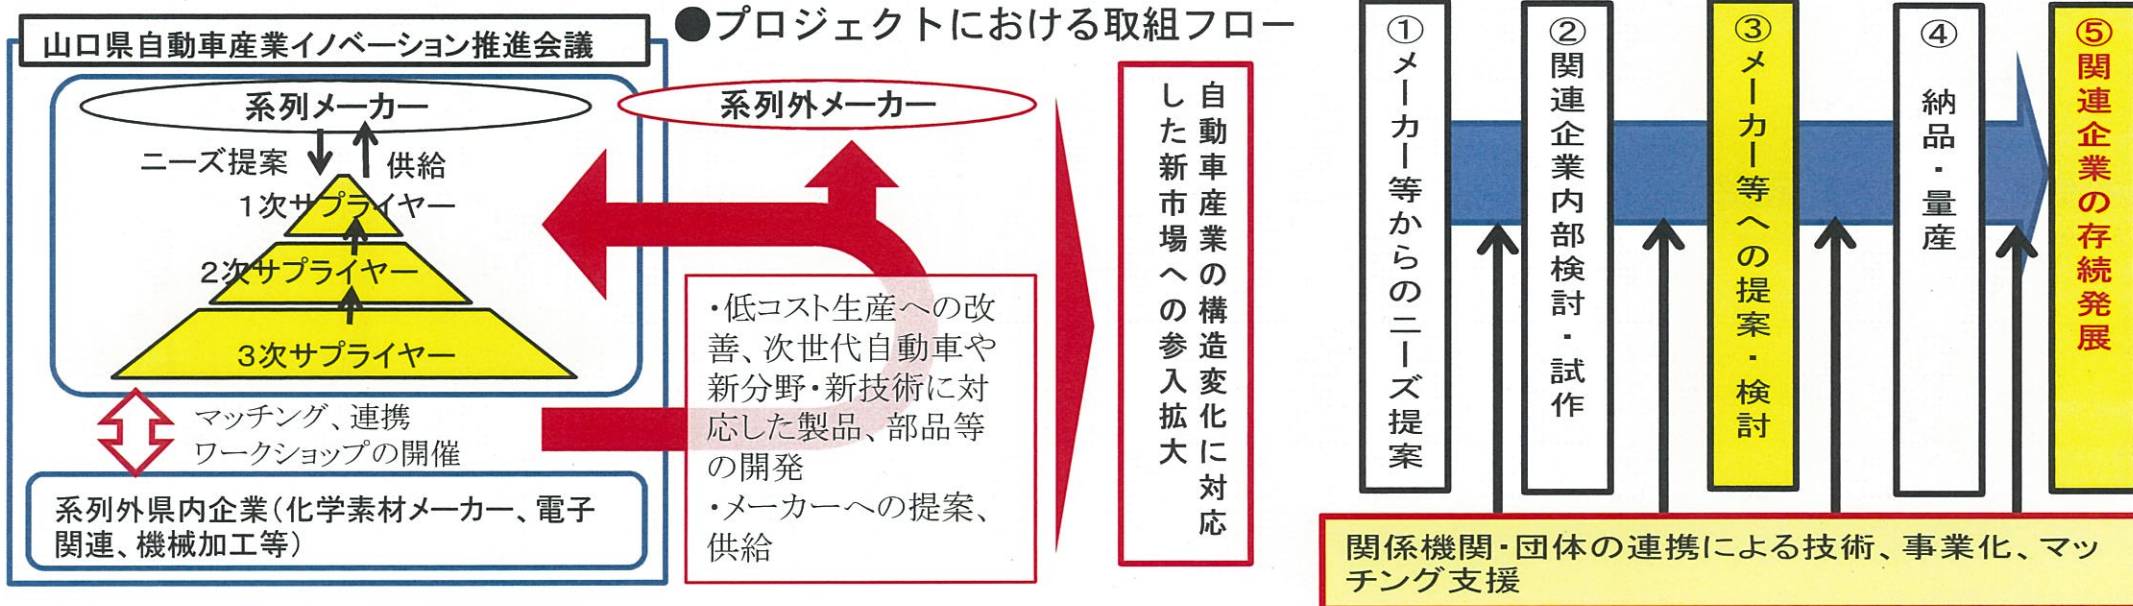 ●プロジェクトにおける取組フロー
山口県自動車産業イノベーション推進会議
系列メーカー
ニーズ提案
供給
1次サプライヤー
2次サプライヤー
3次サプライヤー
マッチング、連携
ワークショップの開催
系列外県内企業(化学素材メーカー、電子
関連、機械加工等)
系列外メーカー
・低コスト生産への改
善、次世代自動車や
新分野・新技術に対
応した製品、部品等
の開発
・メーカーへの提案、
供給
自動車産業の構造変化に対応
した新市場への参入拡大
①メーカー等からのニーズ提案
②関連企業内部検討・試作
③メーカー等への提案・検討
④ 納品・量産
⑤関連企業の存続発展
関係機関・団体の連携による技術、事業化、マッ
チング支援